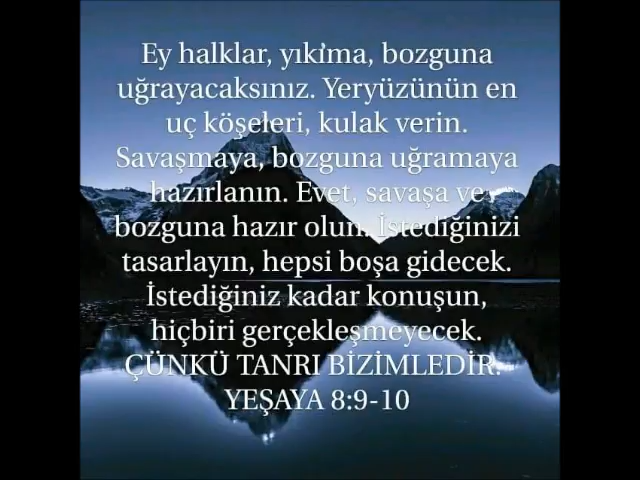 Ey halklar, yıkıma, bozguna
uğrayacaksınız. Yeryüzünün en
uç köşeleri, kulak verin.
Savaşmaya, bozguna uğramaya
hazırlanın. Evet, savaşa ve
bozguna hazır olun. İstediğinizi
tasarlayın, hepsi boşa gidecek.
İstediğiniz kadar konuşun,
hiçbiri gerçekleşmeyecek.
ÇÜNKÜ TANRI BİZİMLEDİR.
YEŞAYA 8:9-10